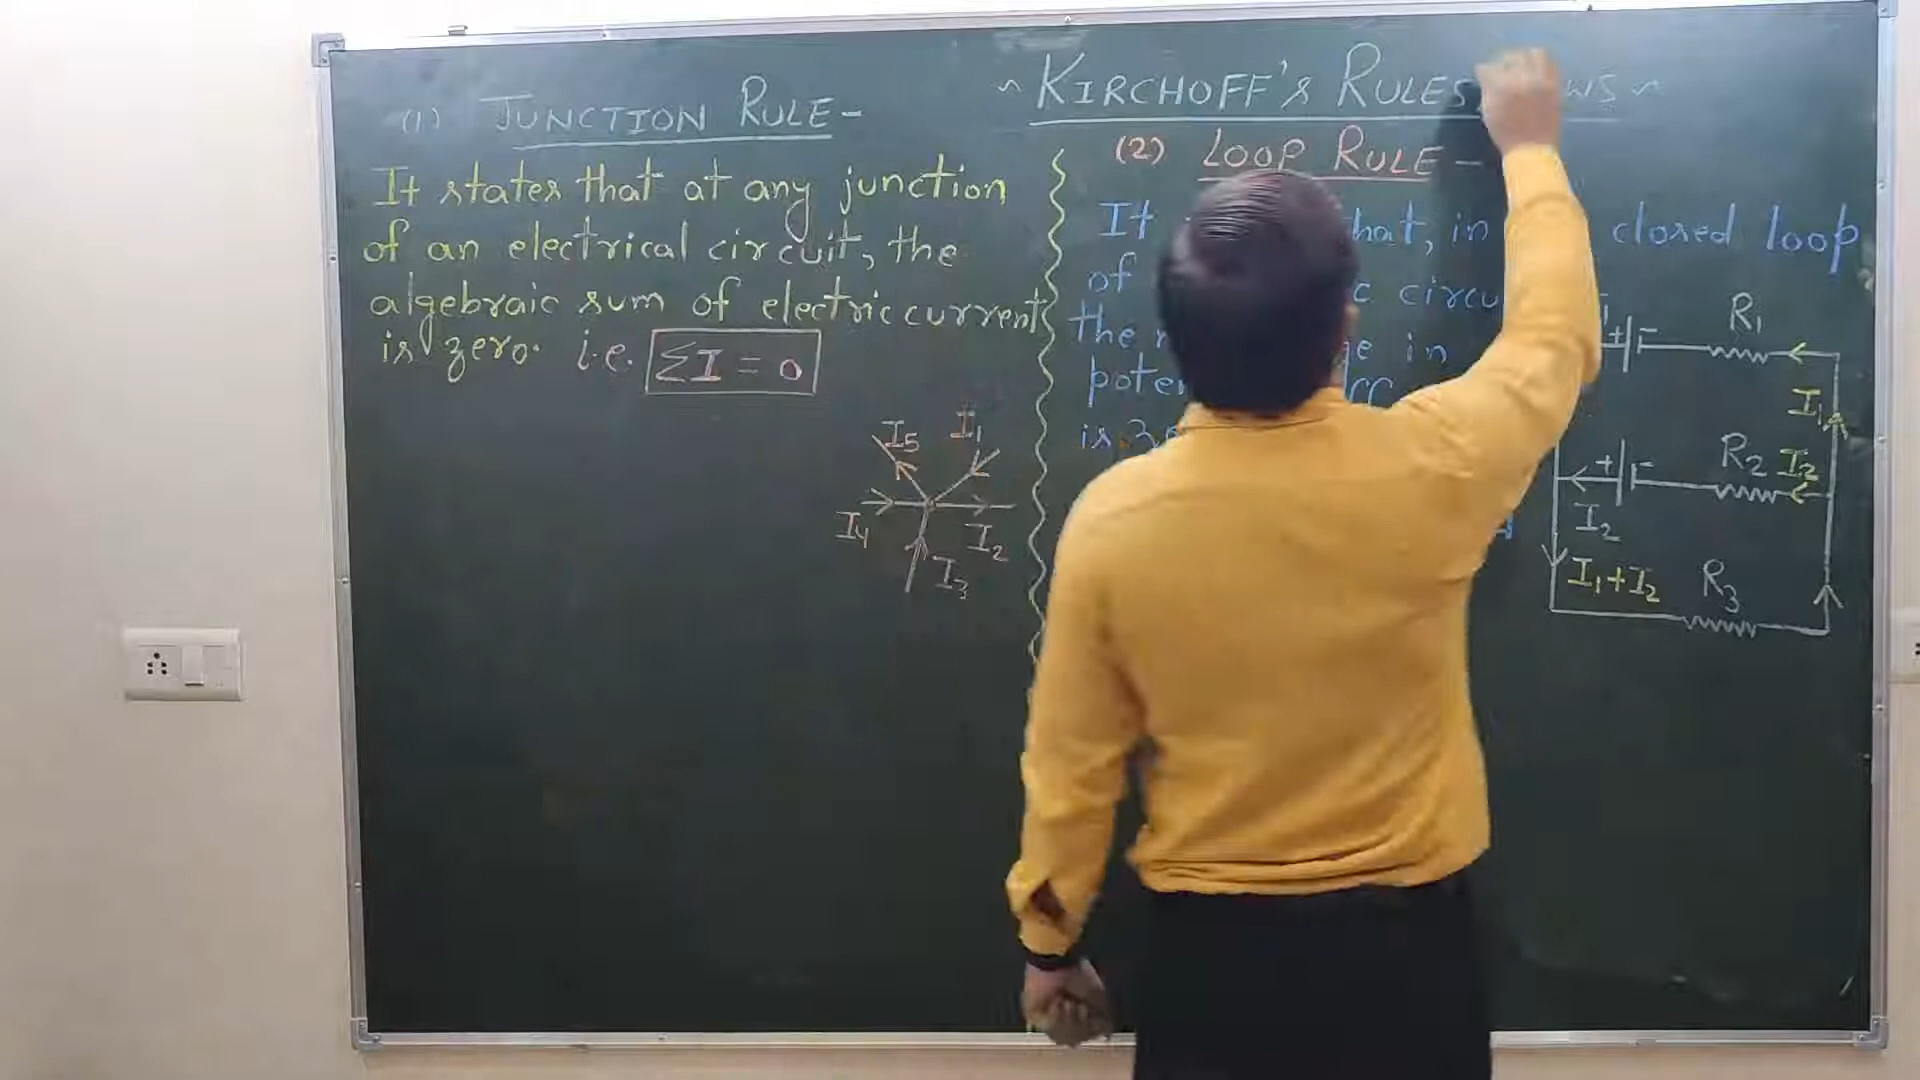 ~ KIRCHOFF'S RULES WS ~
(1) JUNCTION RULE -
It states that at any junction
of an electrical circuit, the
algebraic sum of electric current
is zero. i.e. ΣI = 0
I5 I1
I4 I2
I3
(2) LOOP RULE -
It hat, in closed loop
of c circu
the in
poten
is
R1
I1
R2 I2
I2
I1+I2 R3